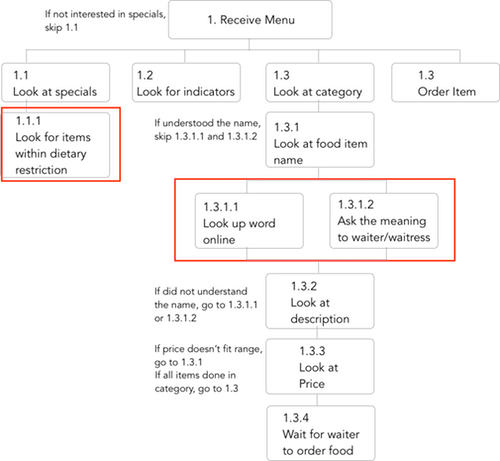 If not interested in specials,
skip 1.1
1. Receive Menu
1.1
Look at specials
1.2
Look for indicators
1.3
Look at category
1.3
Order Item
1.1.1
Look for items
within dietary
restriction
If understood the name,
skip 1.3.1.1 and 1.3.1.2
1.3.1
Look at food item
name
1.3.1.1
Look up word
online
1.3.1.2
Ask the meaning
to waiter/waitress
If did not understand
the name, go to 1.3.1.1
or 1.3.1.2
1.3.2
Look at
description
If price doesn't fit range,
go to 1.3.1
If all items done in
category, go to 1.3
1.3.3
Look at
Price
1.3.4
Wait for waiter
to order food